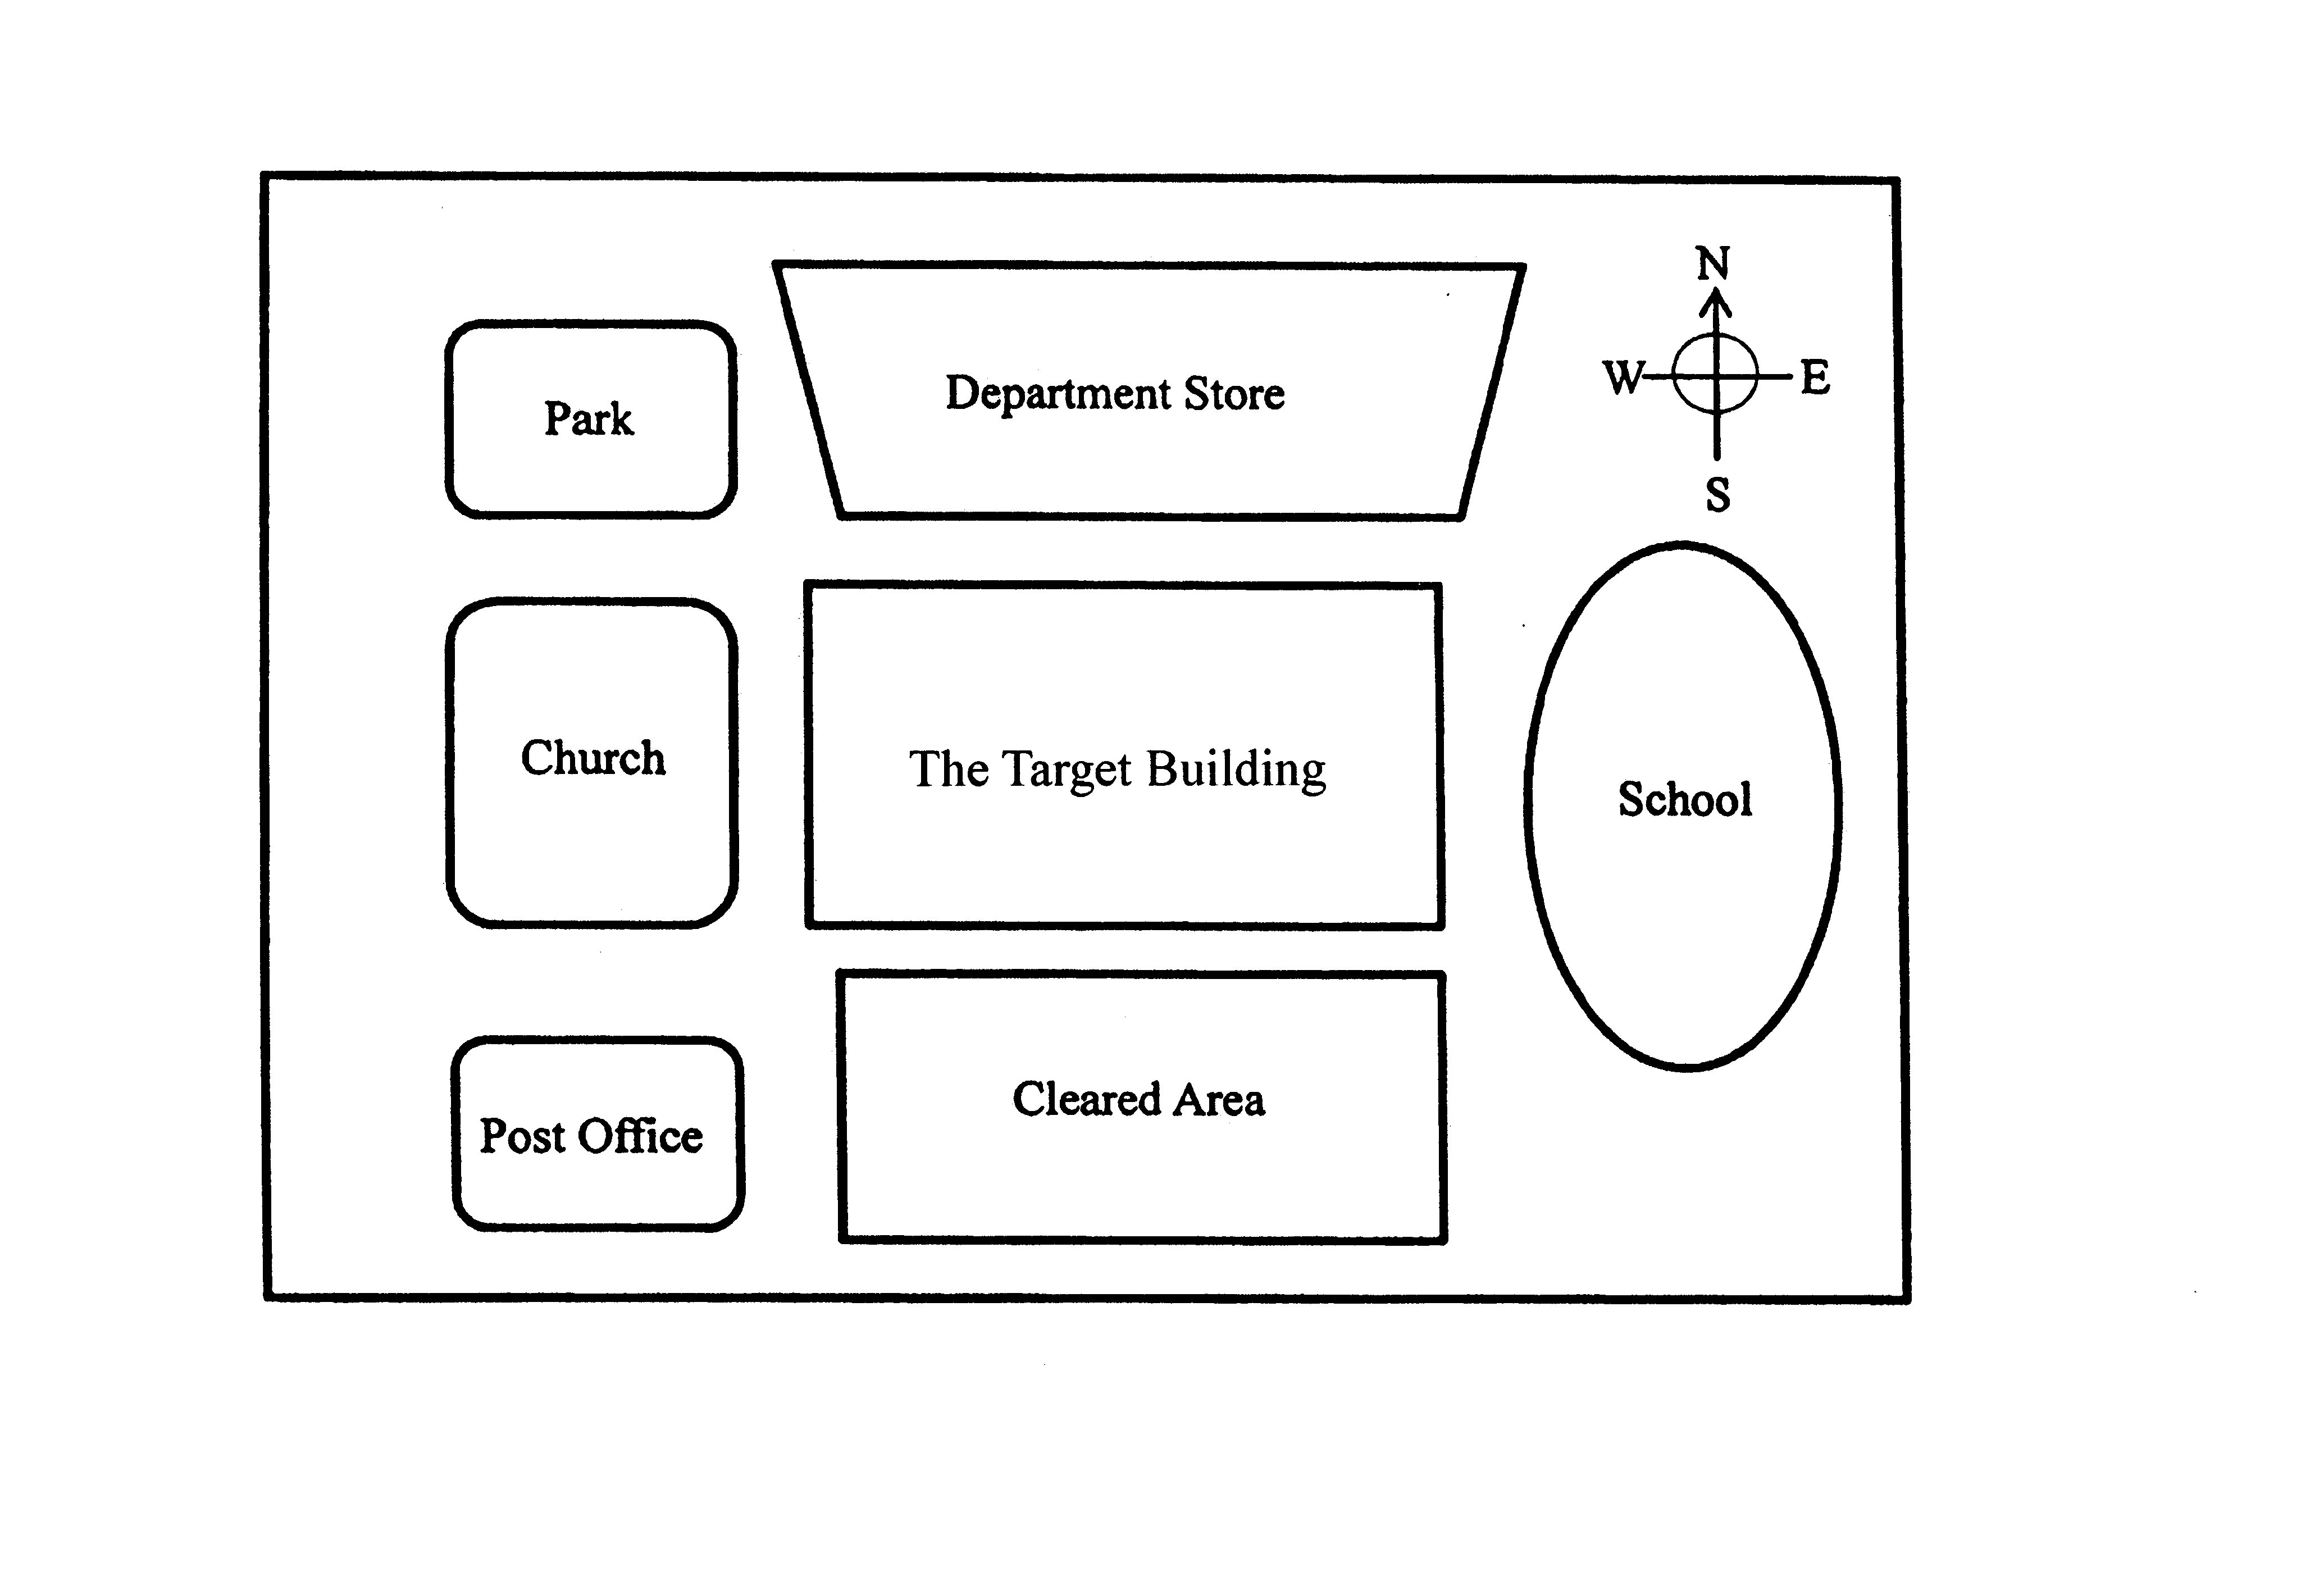 N
Department Store
W E
Park
S
Church
The Target Building
School
Cleared Area
Post Office